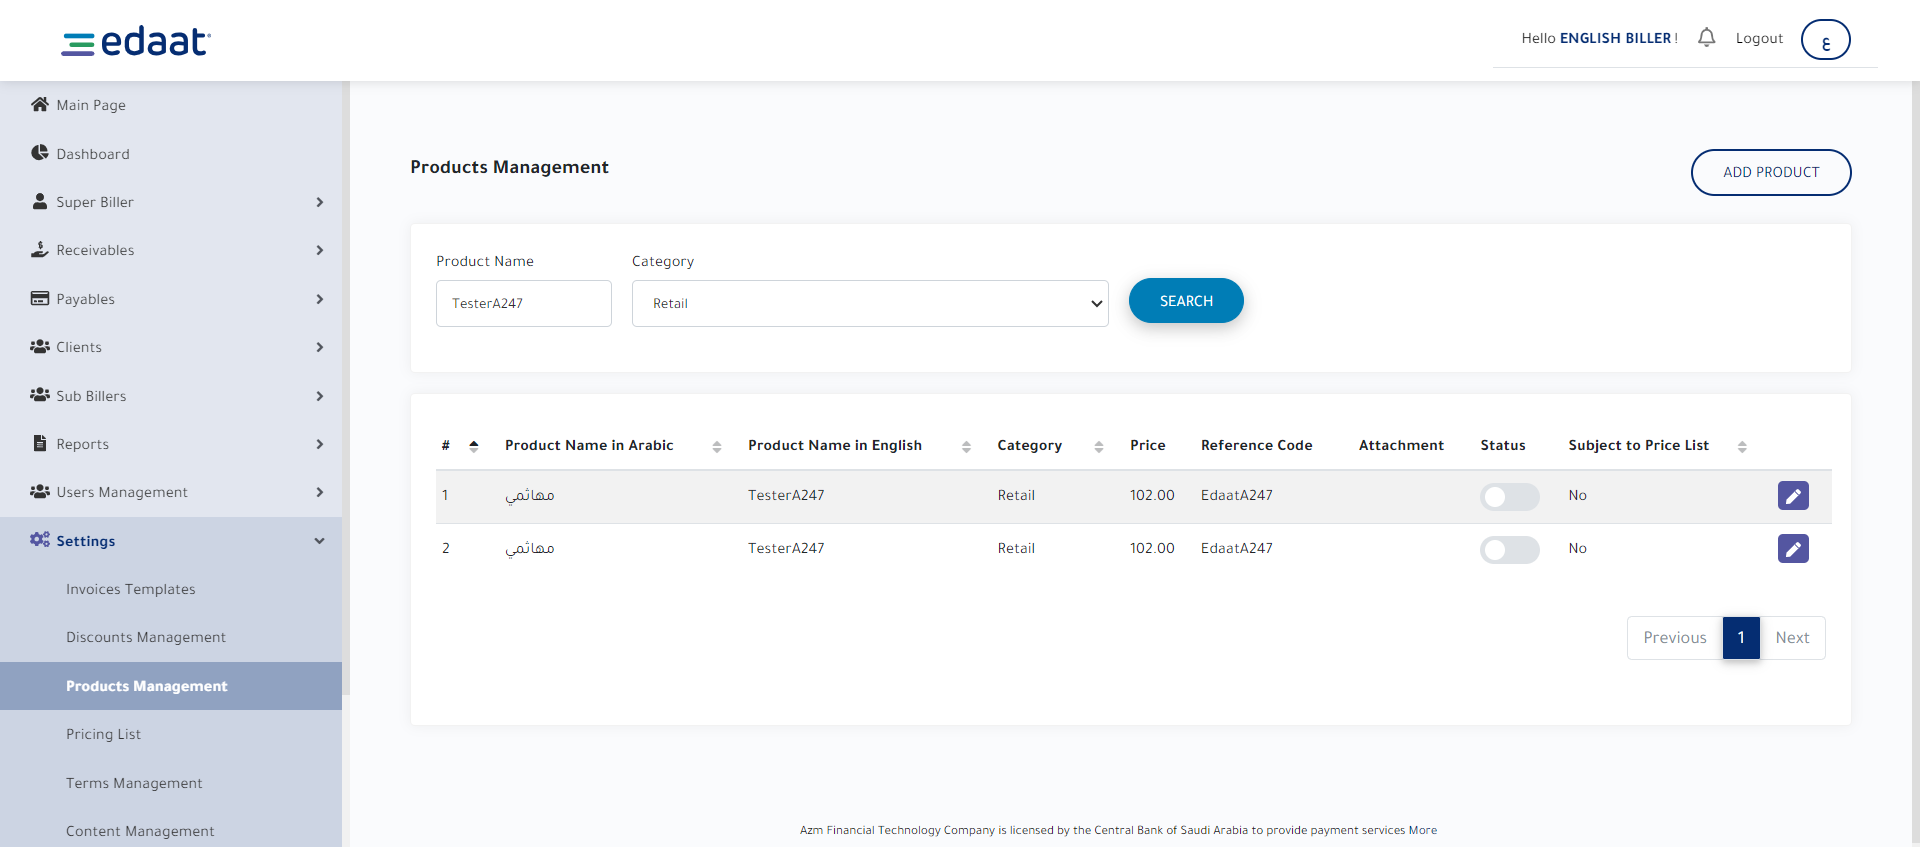 edaat
Hello ENGLISH BILLER !
Logout
ع
Main Page
Dashboard
Super Biller
Receivables
Payables
Clients
Sub Billers
Reports
Users Management
Settings
Invoices Templates
Discounts Management
Products Management
Pricing List
Terms Management
Content Management
Products Management
ADD PRODUCT
Product Name Category
TesterA247 Retail SEARCH
# Product Name in Arabic Product Name in English Category Price Reference Code Attachment Status Subject to Price List
1 مهاثمي TesterA247 Retail 102.00 EdaatA247 No
2 مهاثمي TesterA247 Retail 102.00 EdaatA247 No
Previous 1 Next
Azm Financial Technology Company is licensed by the Central Bank of Saudi Arabia to provide payment services More